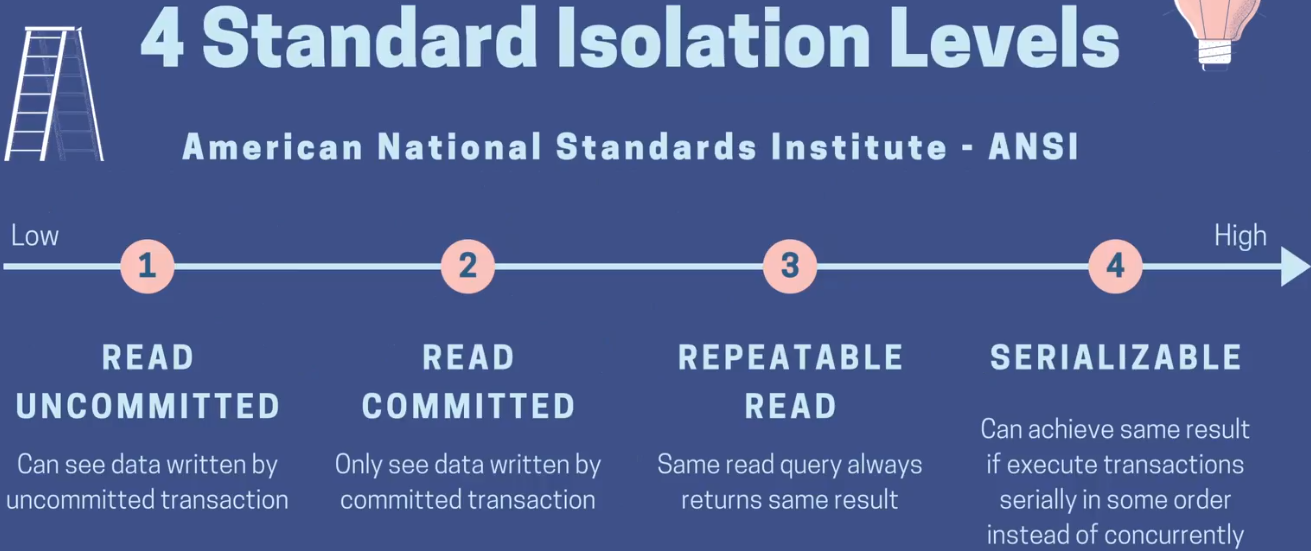 4 Standard Isolation Levels
American National Standards Institute - ANSI
Low
High
1
2
3
4
READ
UNCOMMITTED
Can see data written by
uncommitted transaction
READ
COMMITTED
Only see data written by
committed transaction
REPEATABLE
READ
Same read query always
returns same result
SERIALIZABLE
Can achieve same result
if execute transactions
serially in some order
instead of concurrently